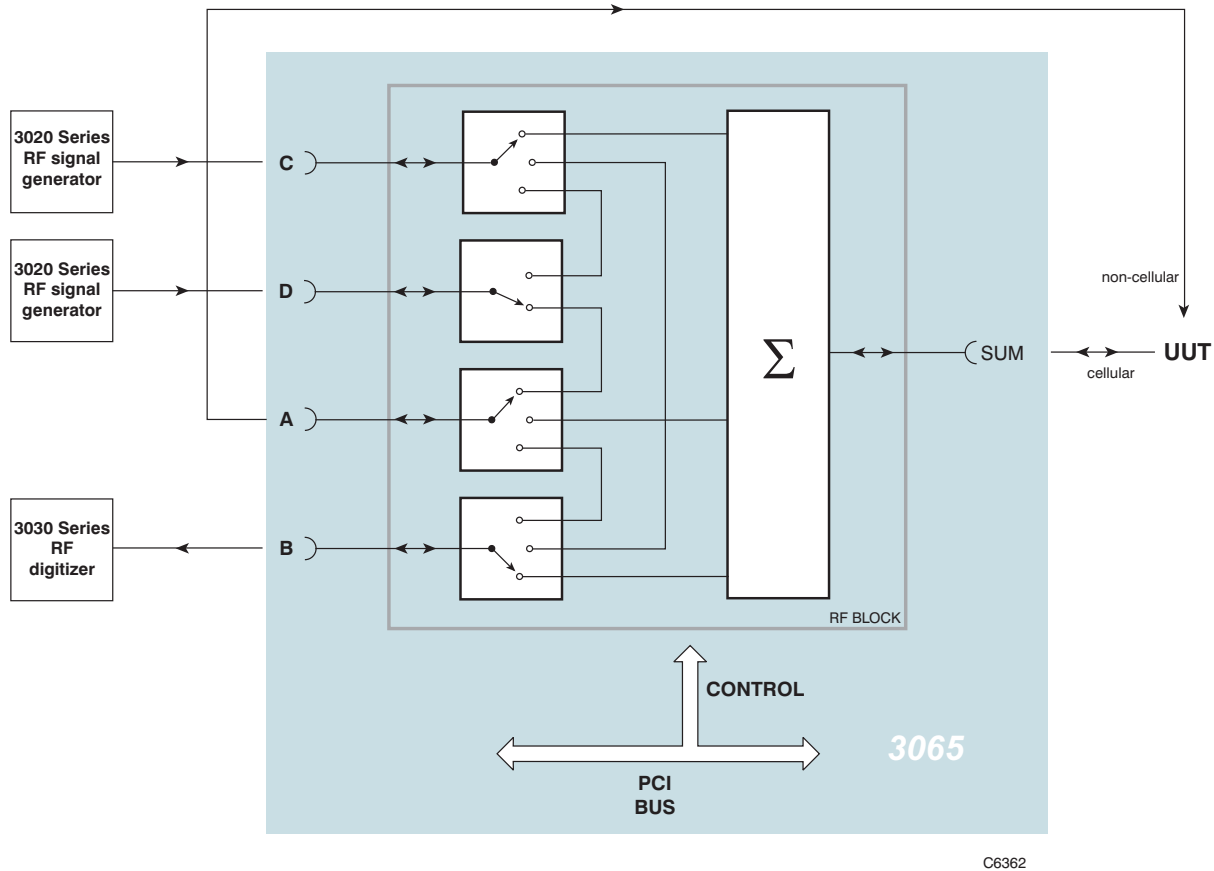 3020 Series
RF signal
generator
C
3020 Series
RF signal
generator
D
non-cellular
Σ
SUM
UUT
cellular
A
3030 Series
RF
digitizer
B
RF BLOCK
CONTROL
3065
PCI
BUS
C6362